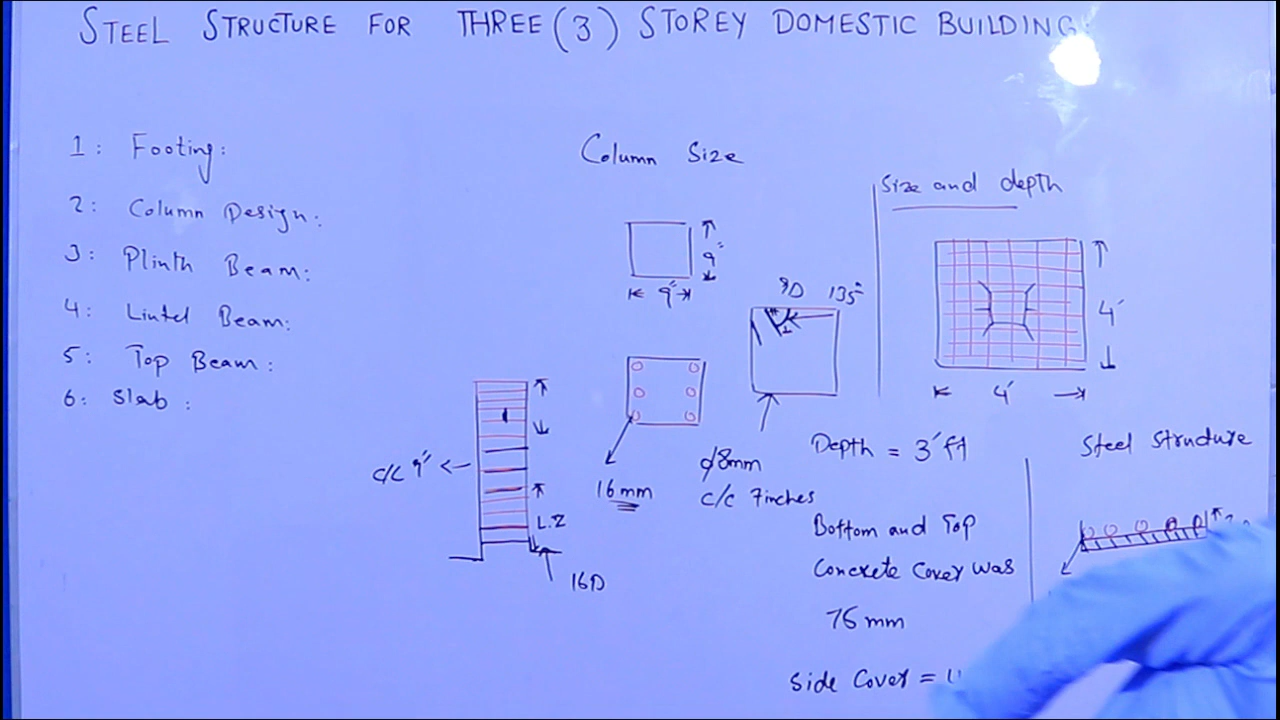 STEEL STRUCTURE FOR THREE (3) STOREY DOMESTIC BUILDING:
1: Footing:
2: Column Design:
3: Plinth Beam:
4: Lintel Beam:
5: Top Beam:
6: Slab:
Column Size
9"
9"
8D 135°
16mm
ϕ8mm
c/c 7inches
c/c 9"
L.Z
16D
Size and depth
4'
4'
Depth = 3'ft
Bottom and Top
Concrete Cover was
75 mm
Side Cover =
Steel Structure